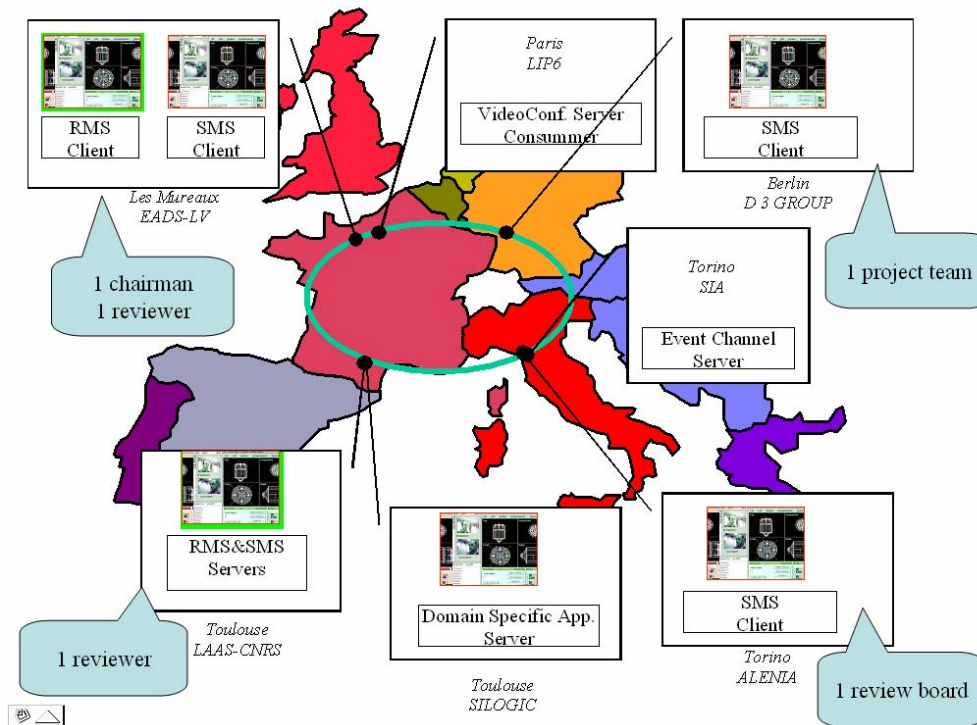 RMS
Client
SMS
Client
Les Mureaux
EADS-LV
1 chairman
1 reviewer
Paris
LIP6
VideoConf. Server
Consummer
SMS
Client
Berlin
D 3 GROUP
1 project team
Torino
SIA
Event Channel
Server
RMS&SMS
Servers
Toulouse
LAAS-CNRS
1 reviewer
Domain Specific App.
Server
Toulouse
SILOGIC
SMS
Client
Torino
ALENIA
1 review board